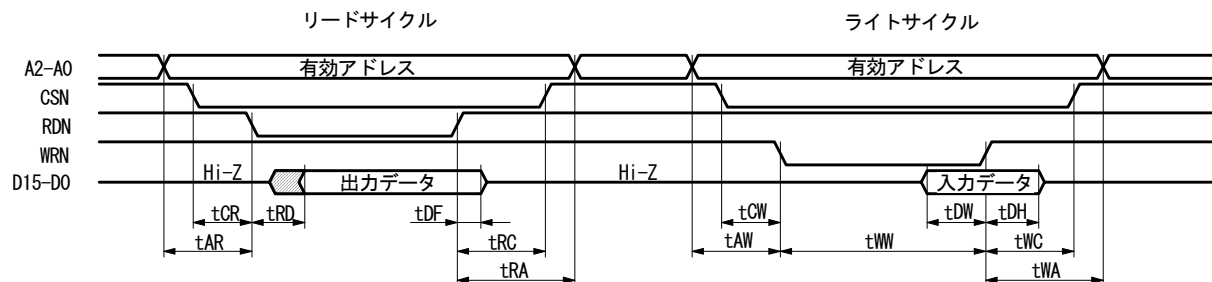 リードサイクル ライトサイクル
A2-A0 有効アドレス 有効アドレス
CSN
RDN
WRN
D15-D0 Hi-Z 出力データ Hi-Z 入力データ
tCR tRD tDF tCW tDW tDH
tAR tRC tAW tWW tWC
tRA tWA